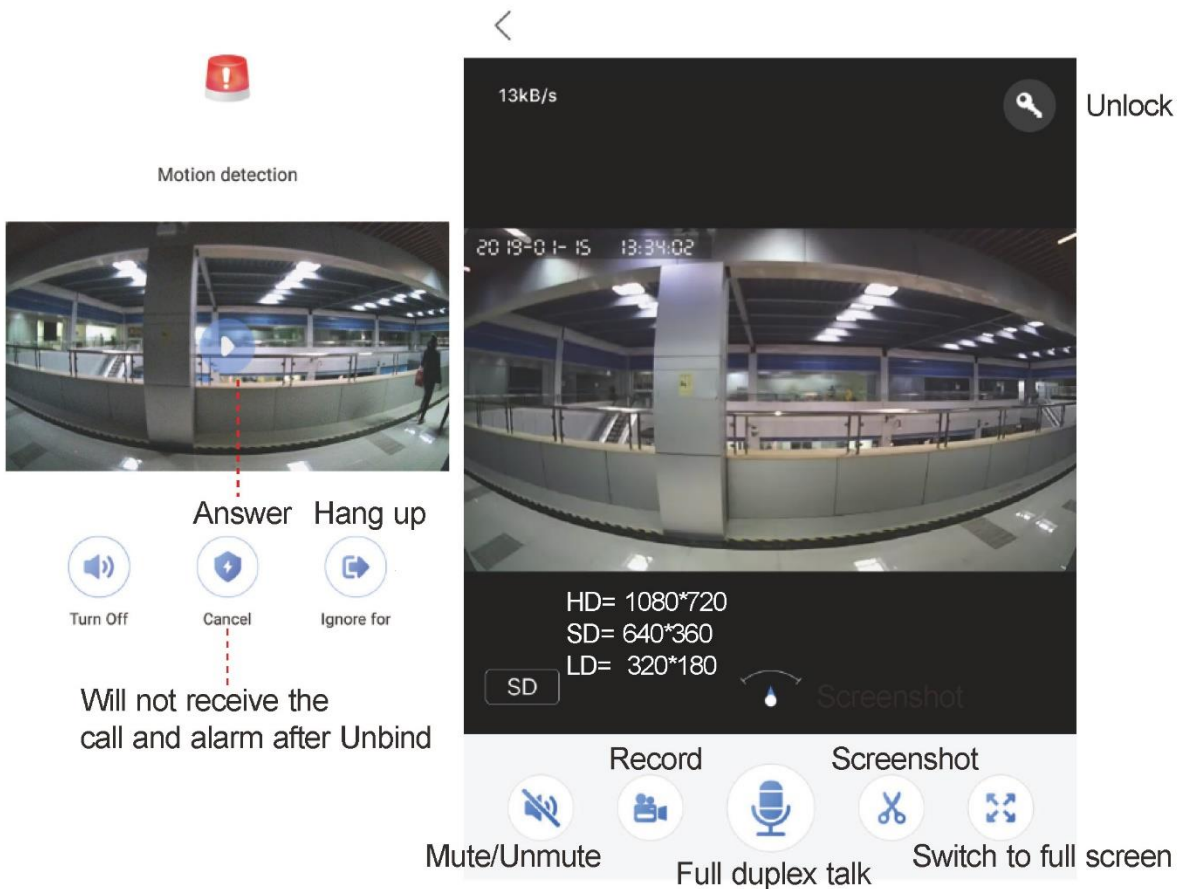 Motion detection
Answer
Hang up
Turn Off
Cancel
Ignore for
Will not receive the
call and alarm after Unbind
13kB/s
Unlock
2019-01-15 13:34:02
HD= 1080*720
SD= 640*360
LD= 320*180
SD
Screenshot
Record
Screenshot
Mute/Unmute
Full duplex talk
Switch to full screen